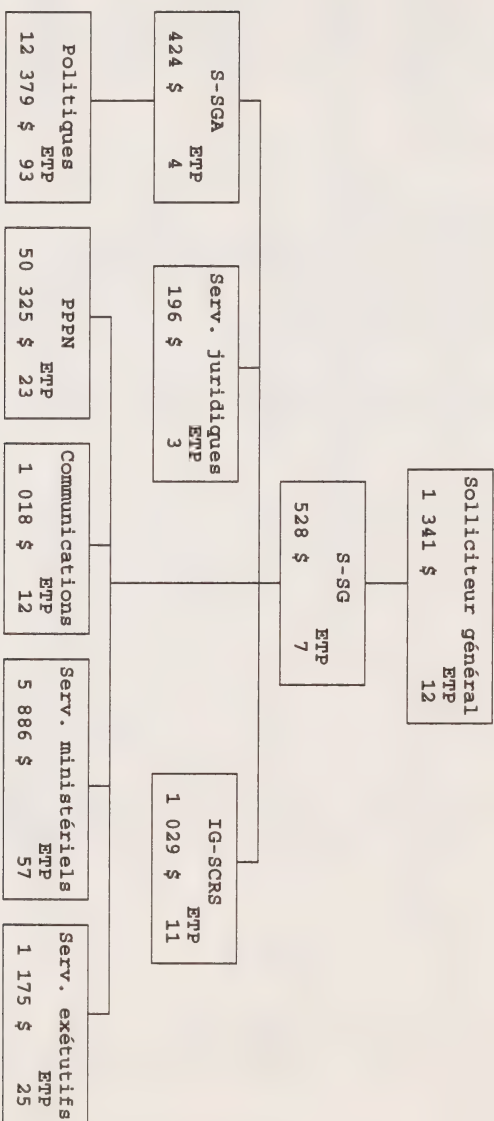 Solliciteur général
ETP
1 341 $ 12
S-SG
ETP
528 $ 7
S-SGA
ETP
424 $ 4
Serv. juridiques
ETP
196 $ 3
IG-SCRS
ETP
1 029 $ 11
Politiques
ETP
12 379 $ 93
PPPN
ETP
50 325 $ 23
Communications
ETP
1 018 $ 12
Serv. ministériels
ETP
5 886 $ 57
Serv. exétutifs
ETP
1 175 $ 25